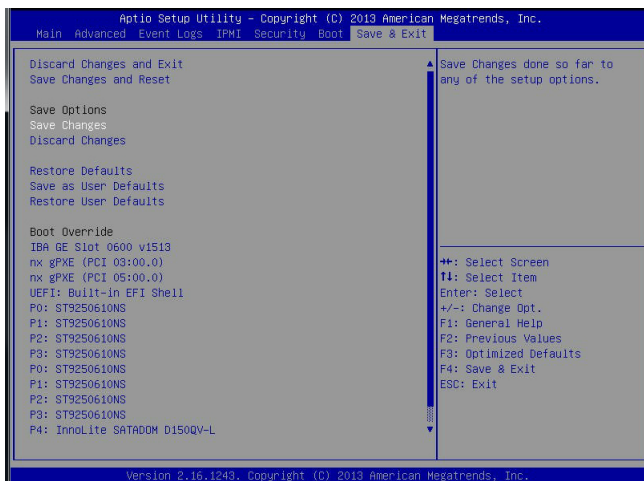 Aptio Setup Utility - Copyright (C) 2013 American Megatrends, Inc.
Main Advanced Event Logs IPMI Security Boot Save & Exit
Discard Changes and Exit
Save Changes and Reset
Save Options
Save Changes
Discard Changes
Restore Defaults
Save as User Defaults
Restore User Defaults
Boot Override
IBA GE Slot 0600 v1513
nx gPXE (PCI 03:00.0)
nx gPXE (PCI 05:00.0)
UEFI: Built-in EFI Shell
P0: ST9250610NS
P1: ST9250610NS
P2: ST9250610NS
P3: ST9250610NS
P0: ST9250610NS
P1: ST9250610NS
P2: ST9250610NS
P3: ST9250610NS
P4: InnoLite SATADOM D150QV-L
Save Changes done so far to
any of the setup options.
→←: Select Screen
↑↓: Select Item
Enter: Select
+/-: Change Opt.
F1: General Help
F2: Previous Values
F3: Optimized Defaults
F4: Save & Exit
ESC: Exit
Version 2.16.1243. Copyright (C) 2013 American Megatrends, Inc.